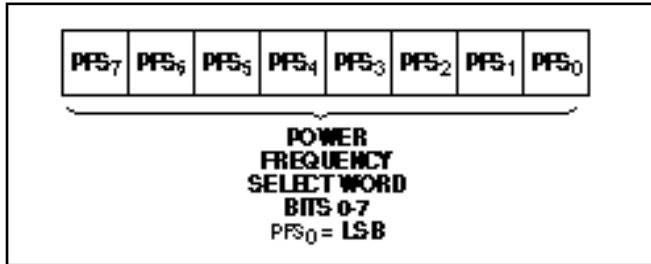 PFS7 PFS6 PFS5 PFS4 PFS3 PFS2 PFS1 PFS0
POWER
FREQUENCY
SELECT WORD
BITS 0-7
PFS0 = LSB